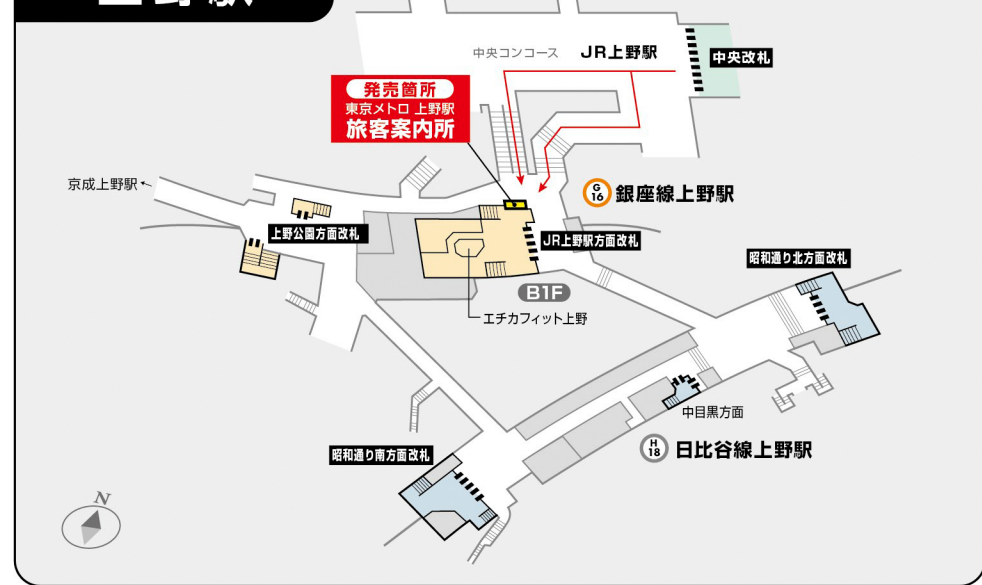 上野駅
中央コンコース
JR上野駅
中央改札
発売箇所
東京メトロ 上野駅
旅客案内所
京成上野駅
G
16
銀座線上野駅
上野公園方面改札
JR上野駅方面改札
昭和通り北方面改札
B1F
エチカフィット上野
中目黒方面
昭和通り南方面改札
H
18
日比谷線上野駅
N